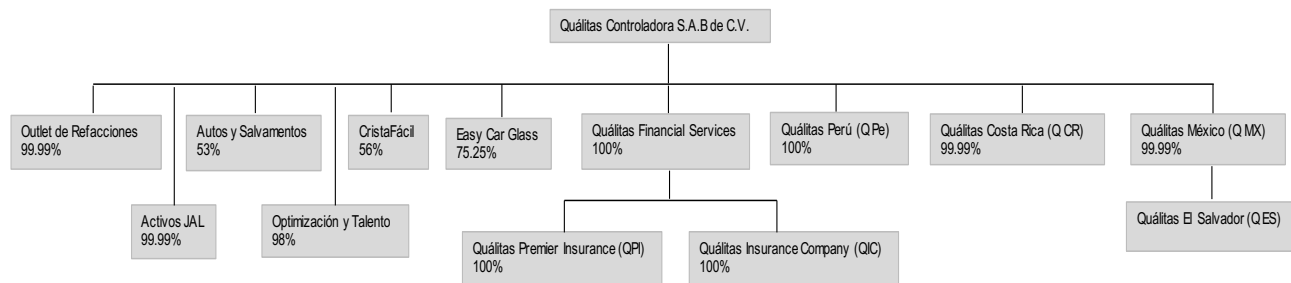 Quálitas Controladora S.A.B de C.V.
Outlet de Refacciones
99.99%
Autos y Salvamentos
53%
CristaFácil
56%
Easy Car Glass
75.25%
Quálitas Financial Services
100%
Quálitas Perú (Q Pe)
100%
Quálitas Costa Rica (Q CR)
99.99%
Quálitas México (Q MX)
99.99%
Activos JAL
99.99%
Optimización y Talento
98%
Quálitas Premier Insurance (QPI)
100%
Quálitas Insurance Company (QIC)
100%
Quálitas El Salvador (Q ES)